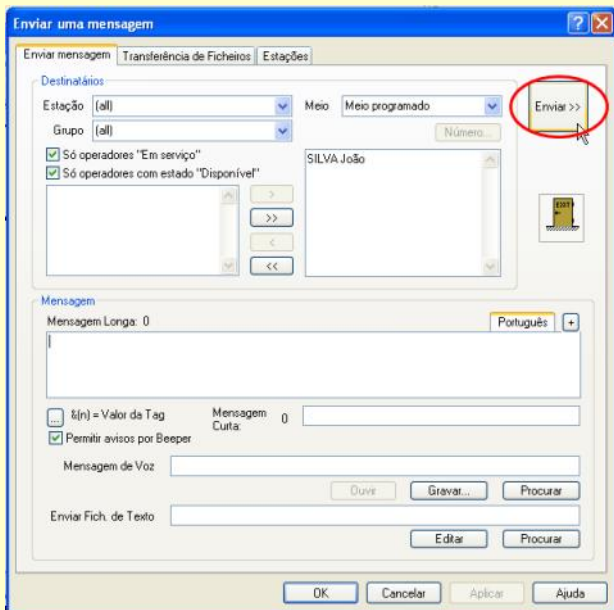 Enviar uma mensagem
Enviar mensagem Transferência de Ficheiros Estações
Destinatários
Estação (all) Meio Meio programado Enviar >>
Grupo (all) Número...
Só operadores "Em serviço"
Só operadores com estado "Disponível"
SILVA João
>
>>
<
<<
EXIT
Mensagem
Mensagem Longa: 0 Português +
... &(n) = Valor da Tag Mensagem Curta: 0
Permitir avisos por Beeper
Mensagem de Voz
Ouvir Gravar... Procurar
Enviar Fich. de Texto
Editar Procurar
OK Cancelar Aplicar Ajuda